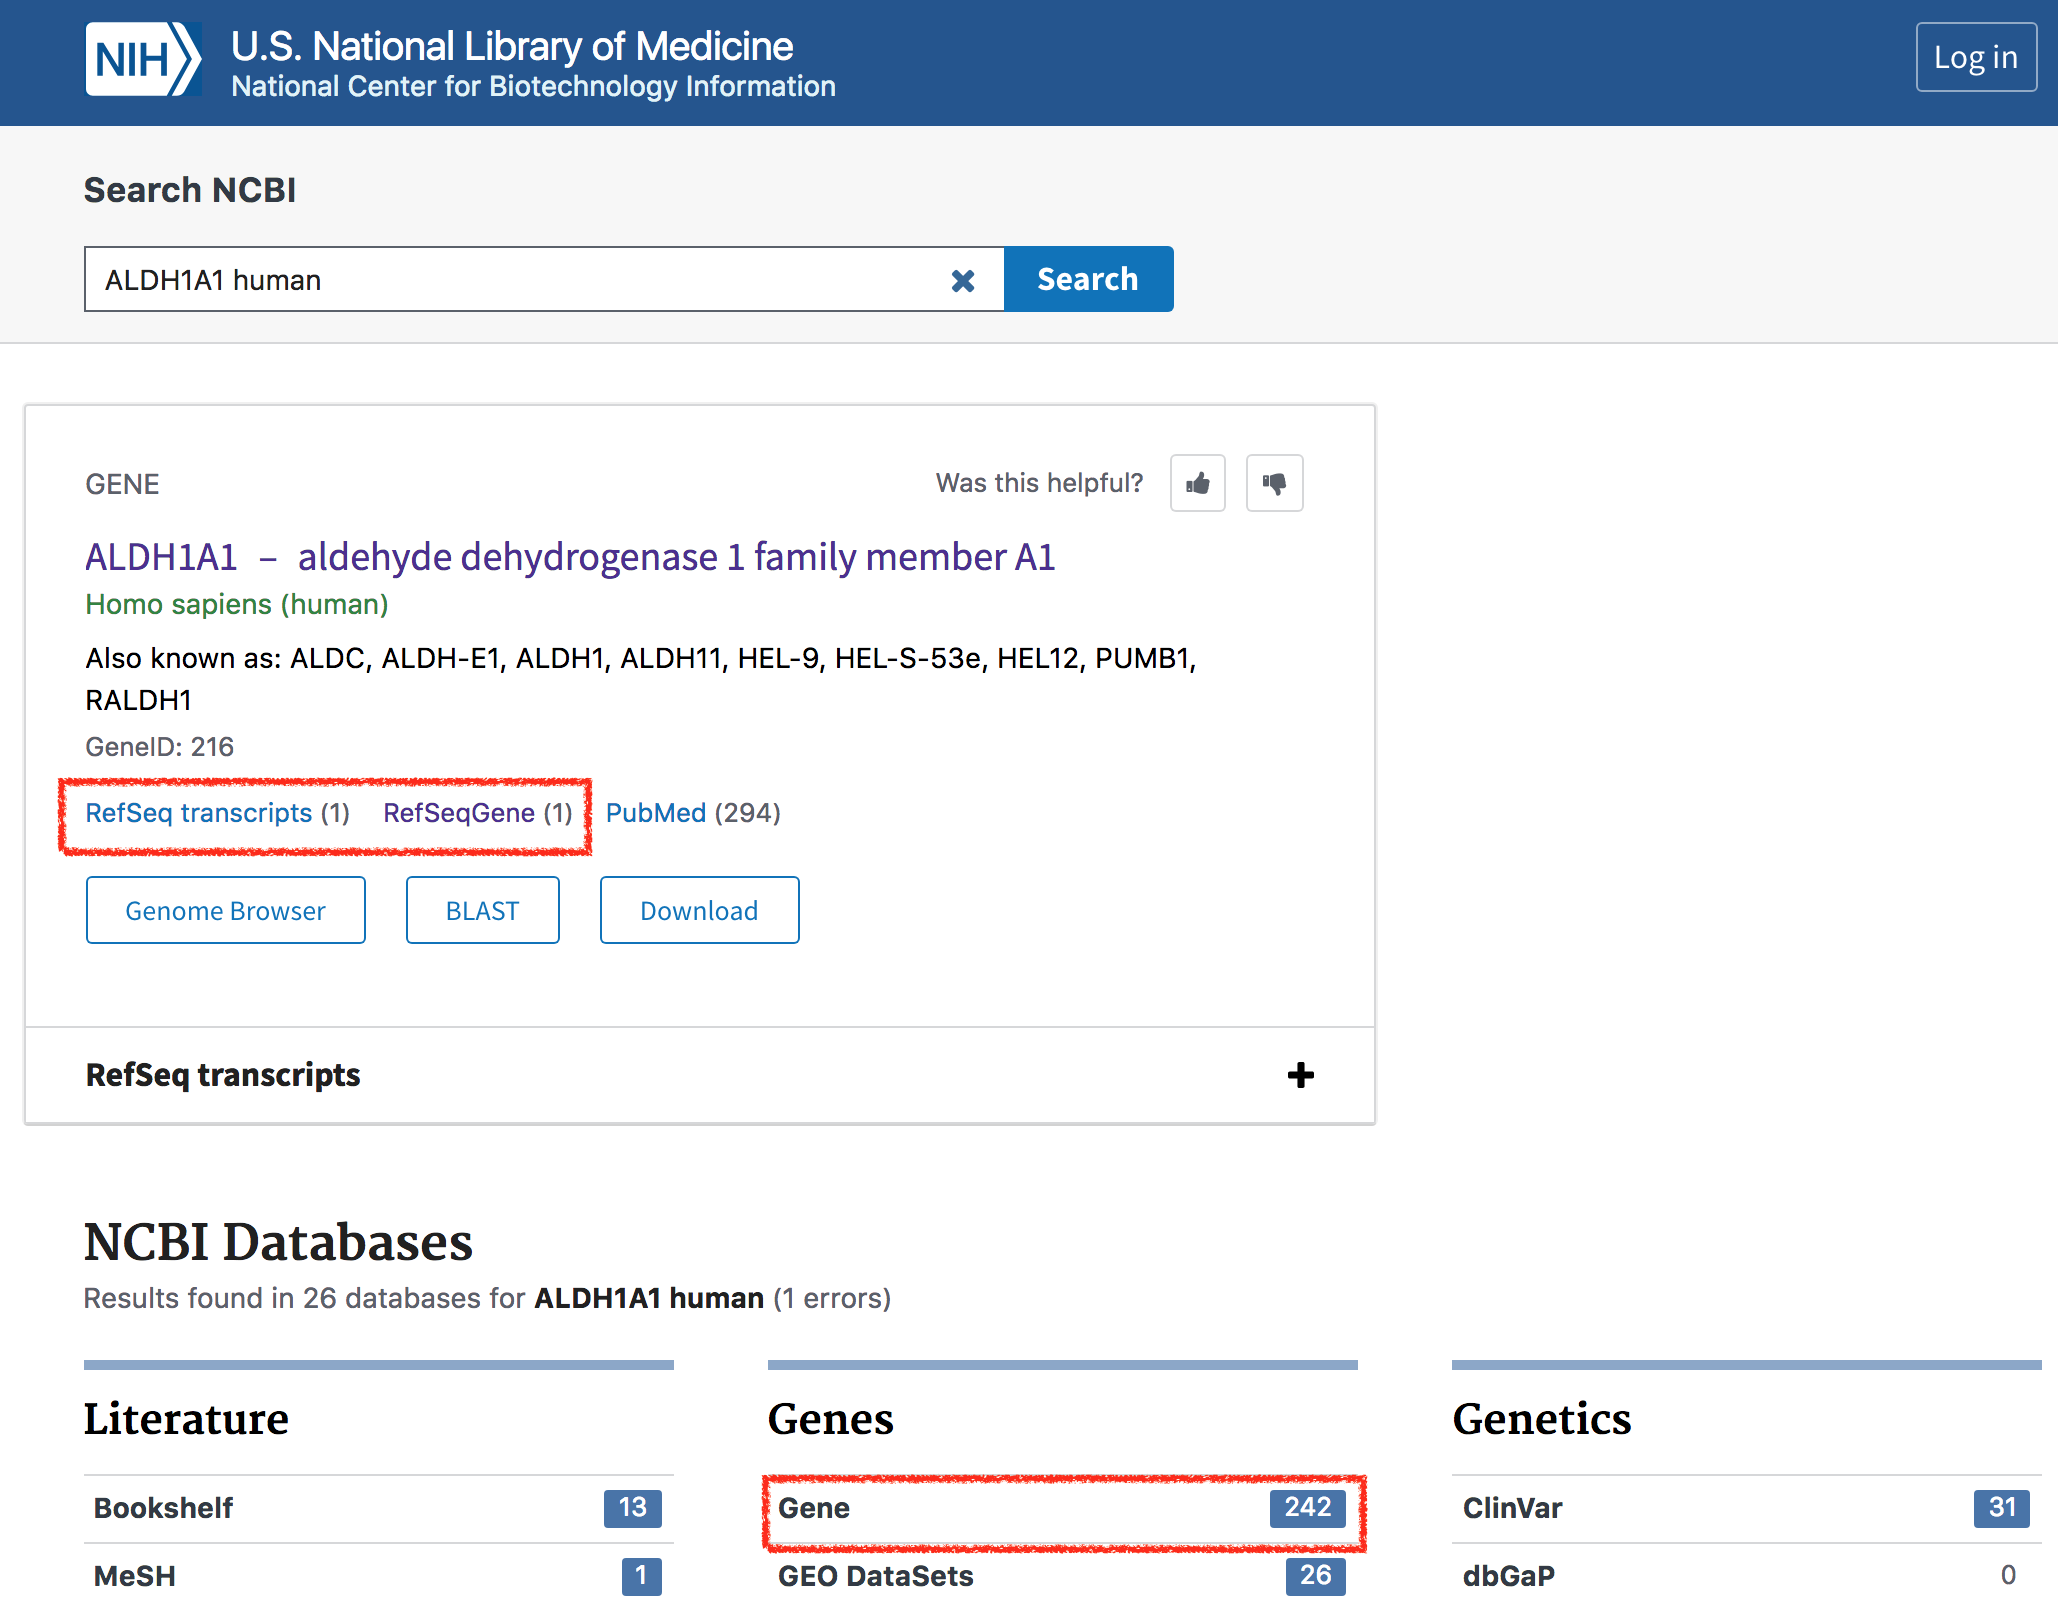 NIH
U.S. National Library of Medicine
National Center for Biotechnology Information
Log in
Search NCBI
ALDH1A1 human
Search
GENE
Was this helpful?
ALDH1A1 – aldehyde dehydrogenase 1 family member A1
Homo sapiens (human)
Also known as: ALDC, ALDH-E1, ALDH1, ALDH11, HEL-9, HEL-S-53e, HEL12, PUMB1,
RALDH1
GeneID: 216
RefSeq transcripts (1) RefSeqGene (1) PubMed (294)
Genome Browser BLAST Download
RefSeq transcripts
NCBI Databases
Results found in 26 databases for ALDH1A1 human (1 errors)
Literature
Bookshelf 13
MeSH 1
Genes
Gene 242
GEO DataSets 26
Genetics
ClinVar 31
dbGaP 0